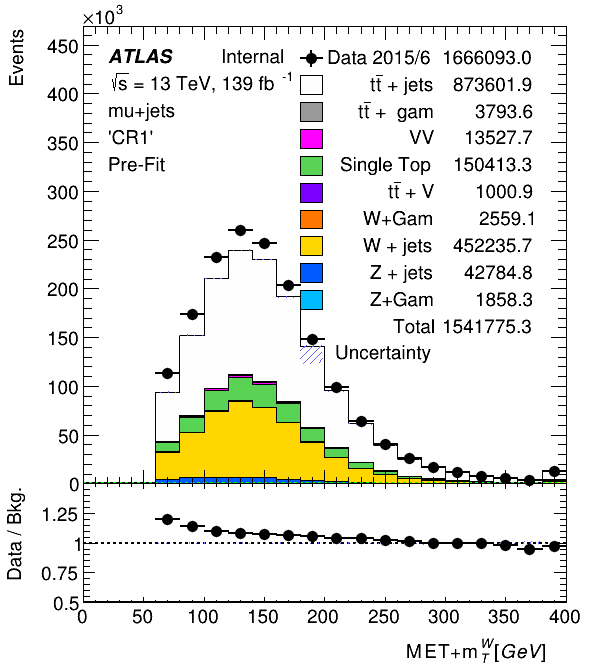 ×10³
Events
450
400
350
300
250
200
150
100
50
0
ATLAS Internal
√s = 13 TeV, 139 fb⁻¹
mu+jets
'CR1'
Pre-Fit
Data 2015/6 1666093.0
tt̄ + jets 873601.9
tt̄ + gam 3793.6
VV 13527.7
Single Top 150413.3
tt̄ + V 1000.9
W+Gam 2559.1
W + jets 452235.7
Z + jets 42784.8
Z+Gam 1858.3
Total 1541775.3
Uncertainty
Data / Bkg.
1.25
1
0.75
0.5
0 50 100 150 200 250 300 350 400
MET+m_T^W[GeV]